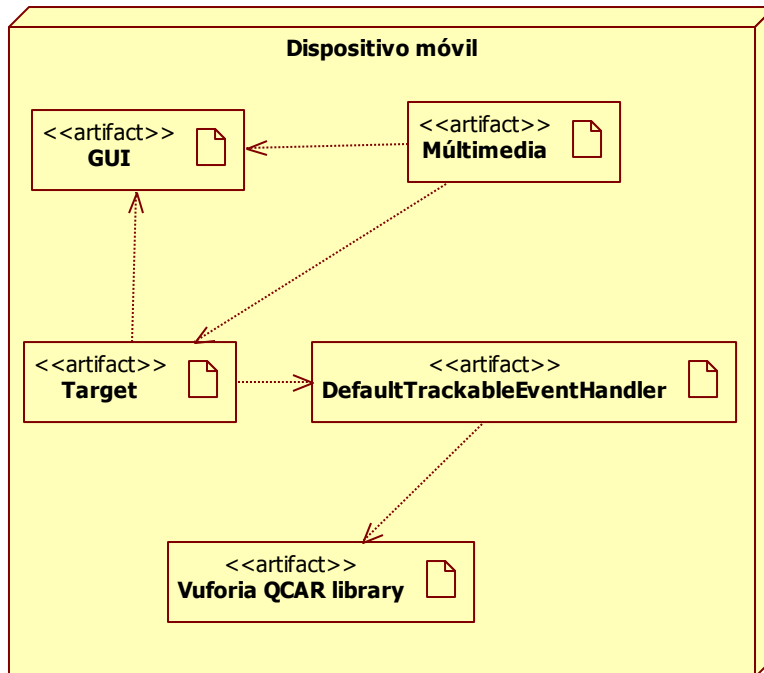 Dispositivo móvil
<<artifact>>
GUI
<<artifact>>
Múltimedia
<<artifact>>
Target
<<artifact>>
DefaultTrackableEventHandler
<<artifact>>
Vuforia QCAR library